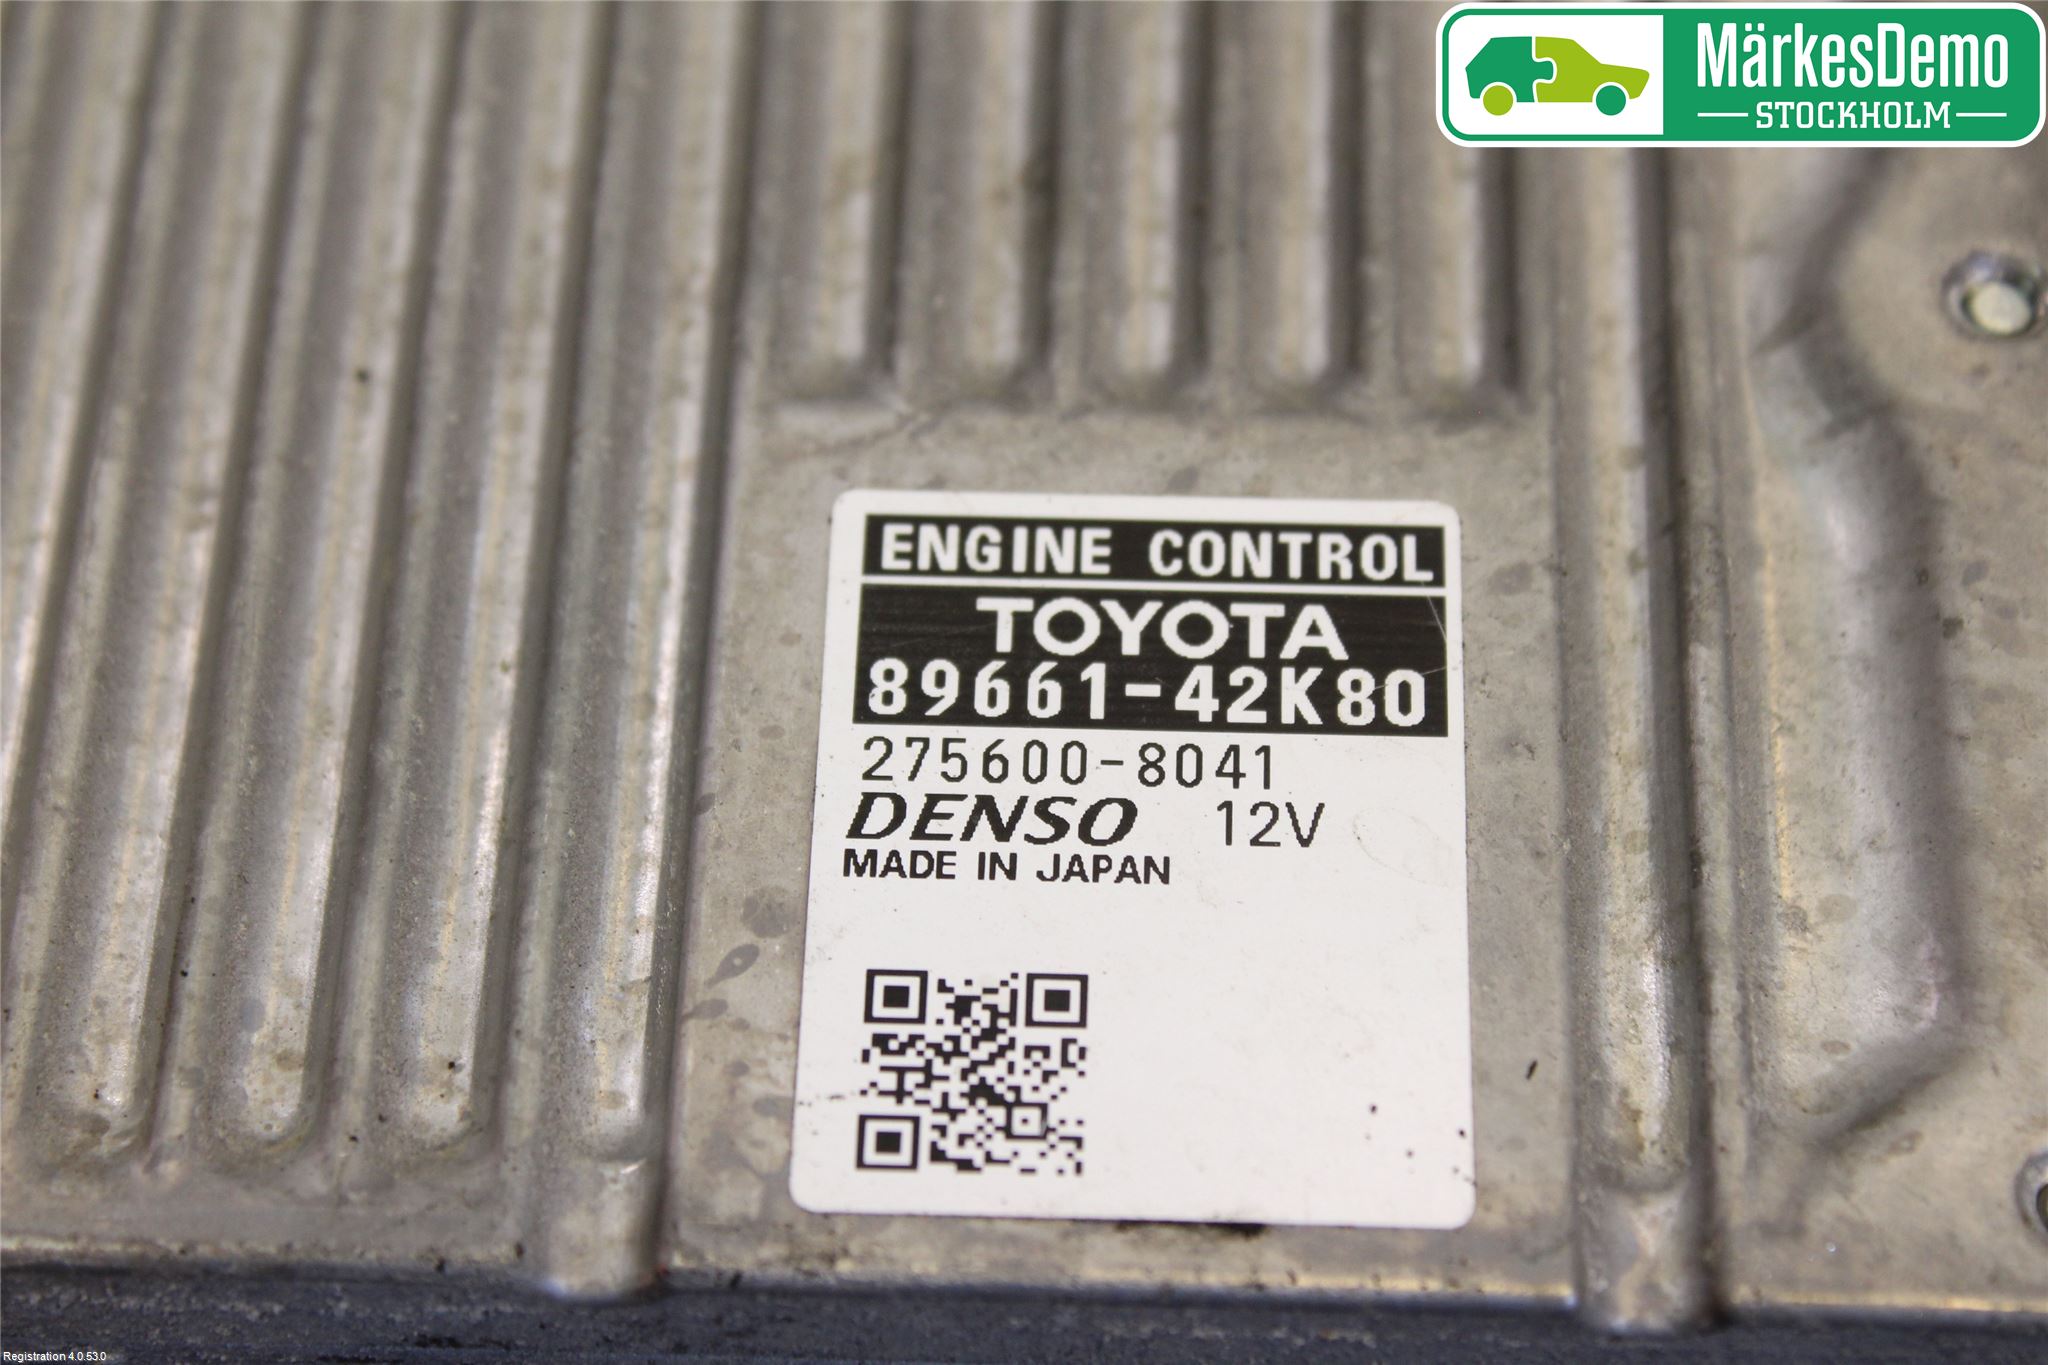 MärkesDemo
STOCKHOLM
ENGINE CONTROL
TOYOTA
89661-42K80
275600-8041
DENSO 12V
MADE IN JAPAN
Registration 4.0.53.0